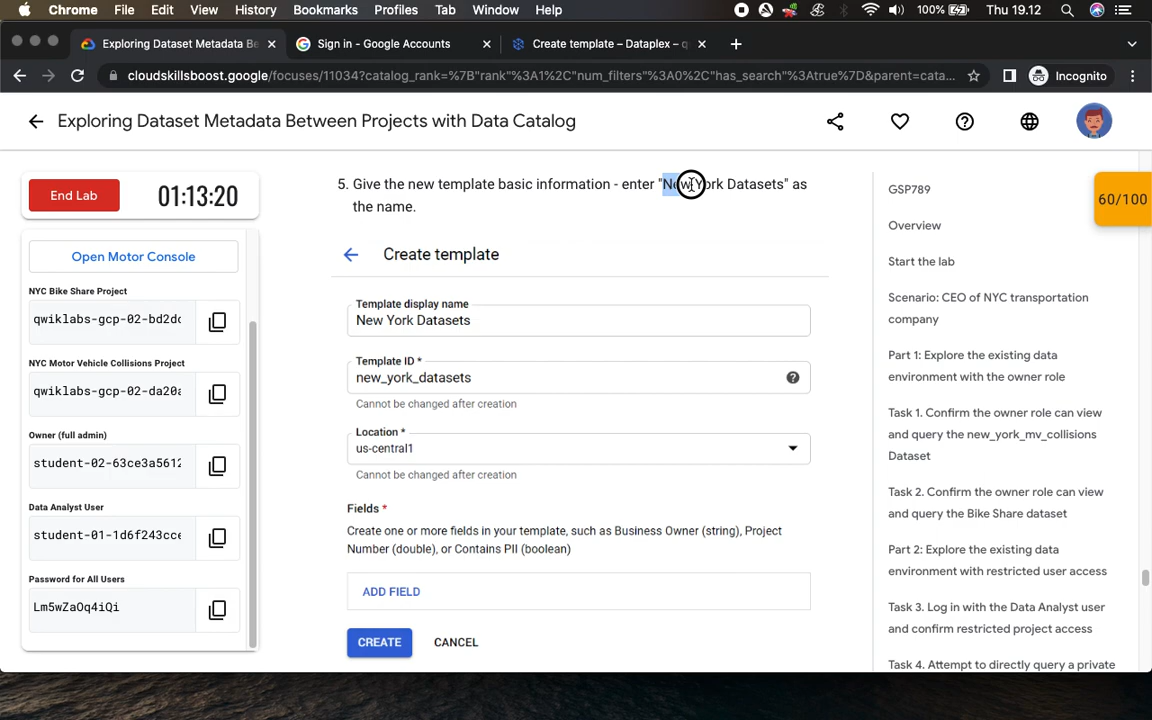 Chrome File Edit View History Bookmarks Profiles Tab Window Help 100% Thu 19.12
Exploring Dataset Metadata Be
Sign in - Google Accounts
Create template – Dataplex – q
cloudskillsboost.google/focuses/11034?catalog_rank=%7B"rank"%3A1%2C"num_filters"%3A0%2C"has_search"%3Atrue%7D&parent=cata...
Incognito
Exploring Dataset Metadata Between Projects with Data Catalog
End Lab
01:13:20
Open Motor Console
NYC Bike Share Project
qwiklabs-gcp-02-bd2dc
NYC Motor Vehicle Collisions Project
qwiklabs-gcp-02-da20a
Owner (full admin)
student-02-63ce3a5612
Data Analyst User
student-01-1d6f243cce
Password for All Users
Lm5wZaOq4iQi
5. Give the new template basic information - enter "New York Datasets" as
the name.
Create template
Template display name
New York Datasets
Template ID *
new_york_datasets
Cannot be changed after creation
Location *
us-central1
Cannot be changed after creation
Fields *
Create one or more fields in your template, such as Business Owner (string), Project
Number (double), or Contains PII (boolean)
ADD FIELD
CREATE
CANCEL
GSP789
60/100
Overview
Start the lab
Scenario: CEO of NYC transportation
company
Part 1: Explore the existing data
environment with the owner role
Task 1. Confirm the owner role can view
and query the new_york_mv_collisions
Dataset
Task 2. Confirm the owner role can view
and query the Bike Share dataset
Part 2: Explore the existing data
environment with restricted user access
Task 3. Log in with the Data Analyst user
and confirm restricted project access
Task 4. Attempt to directly query a private